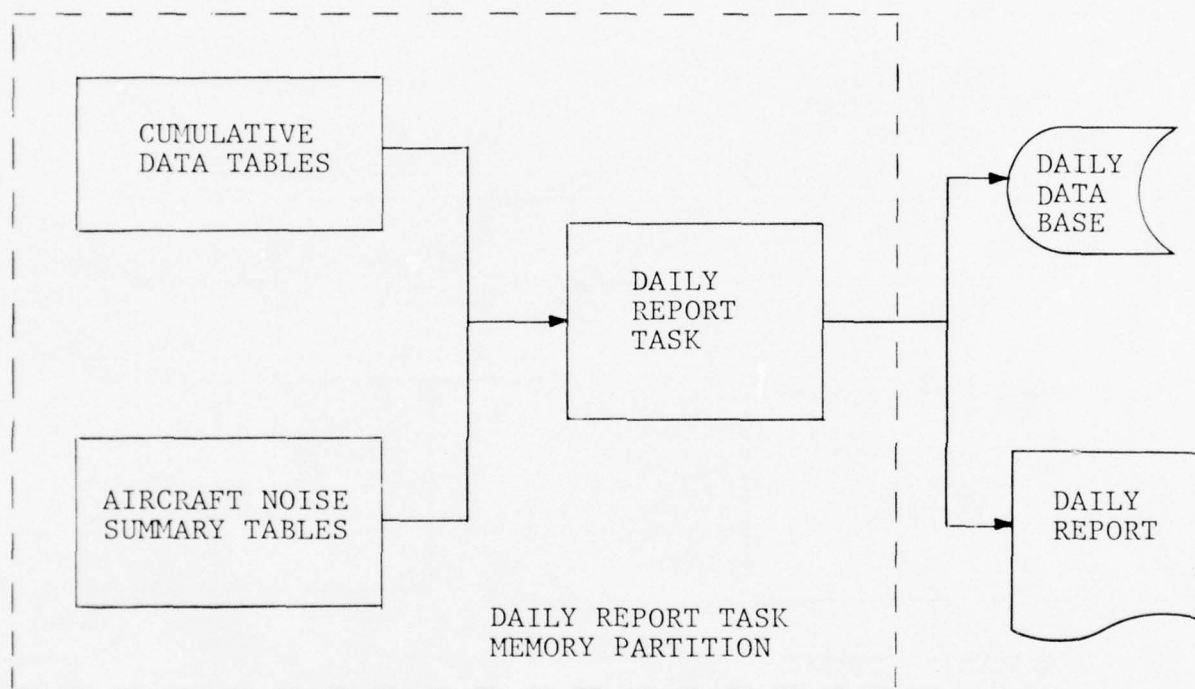 CUMULATIVE
DATA TABLES
DAILY
DATA
BASE
DAILY
REPORT
TASK
AIRCRAFT NOISE
SUMMARY TABLES
DAILY
REPORT
DAILY REPORT TASK
MEMORY PARTITION